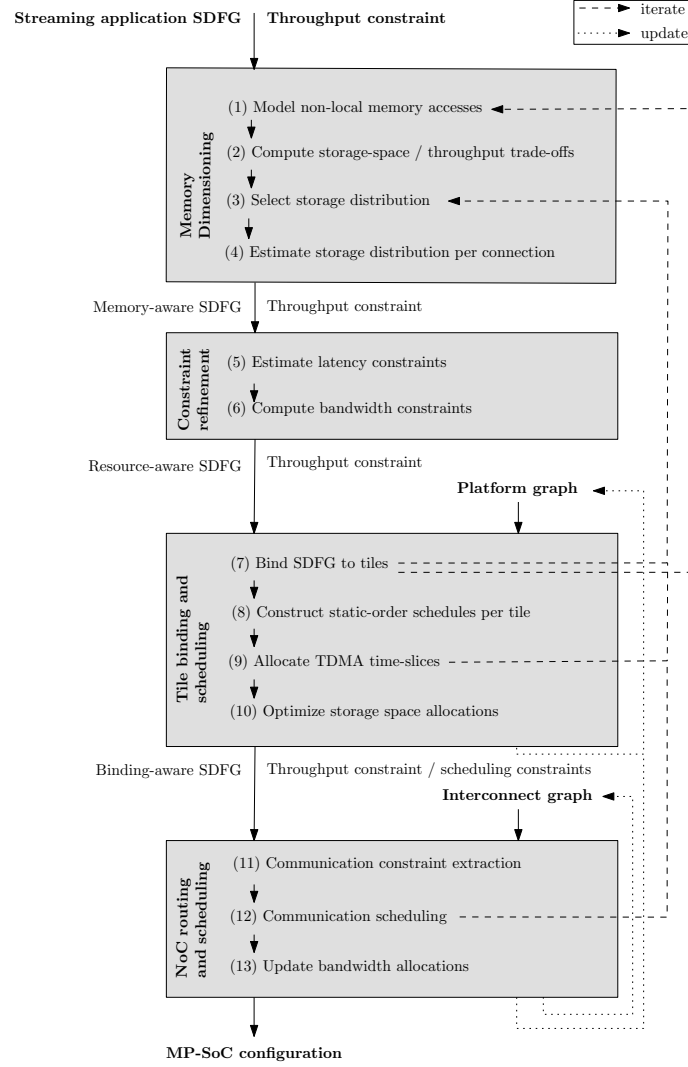 Streaming application SDFG Throughput constraint
iterate
update
(1) Model non-local memory accesses
(2) Compute storage-space / throughput trade-offs
(3) Select storage distribution
(4) Estimate storage distribution per connection
Memory
Dimensioning
Memory-aware SDFG Throughput constraint
(5) Estimate latency constraints
(6) Compute bandwidth constraints
Constraint
refinement
Resource-aware SDFG Throughput constraint
Platform graph
(7) Bind SDFG to tiles
(8) Construct static-order schedules per tile
(9) Allocate TDMA time-slices
(10) Optimize storage space allocations
Tile binding and
scheduling
Binding-aware SDFG Throughput constraint / scheduling constraints
Interconnect graph
(11) Communication constraint extraction
(12) Communication scheduling
(13) Update bandwidth allocations
NoC routing
and scheduling
MP-SoC configuration